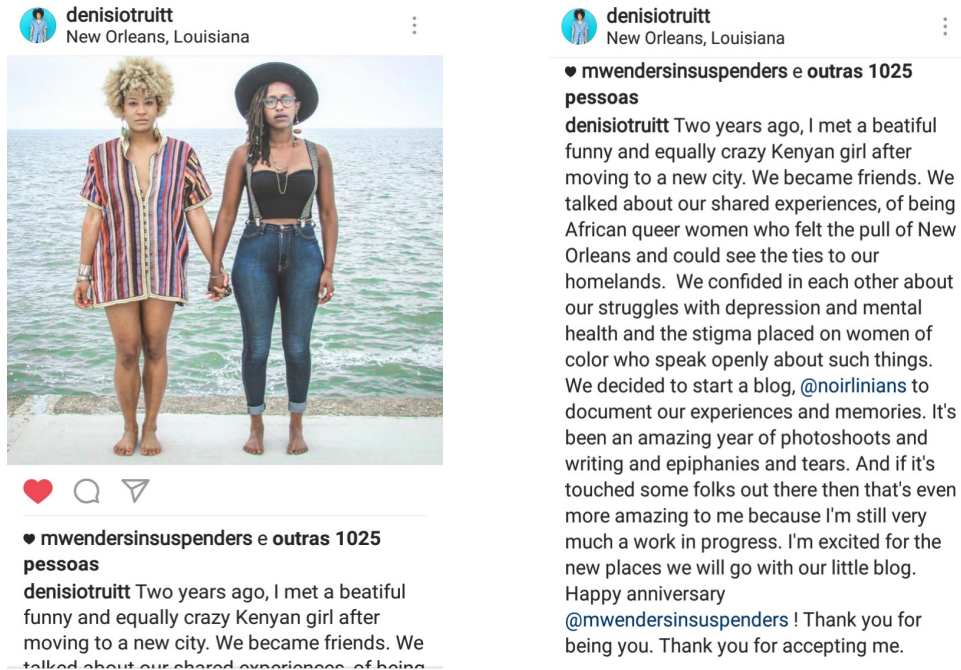 denisiotruitt
New Orleans, Louisiana
mwendersinsuspenders e outras 1025
pessoas
denisiotruitt Two years ago, I met a beatiful
funny and equally crazy Kenyan girl after
moving to a new city. We became friends. We
talked about our shared experiences, of being
denisiotruitt
New Orleans, Louisiana
mwendersinsuspenders e outras 1025
pessoas
denisiotruitt Two years ago, I met a beatiful
funny and equally crazy Kenyan girl after
moving to a new city. We became friends. We
talked about our shared experiences, of being
African queer women who felt the pull of New
Orleans and could see the ties to our
homelands.  We confided in each other about
our struggles with depression and mental
health and the stigma placed on women of
color who speak openly about such things.
We decided to start a blog, @noirlinians to
document our experiences and memories. It's
been an amazing year of photoshoots and
writing and epiphanies and tears. And if it's
touched some folks out there then that's even
more amazing to me because I'm still very
much a work in progress. I'm excited for the
new places we will go with our little blog.
Happy anniversary
@mwendersinsuspenders ! Thank you for
being you. Thank you for accepting me.